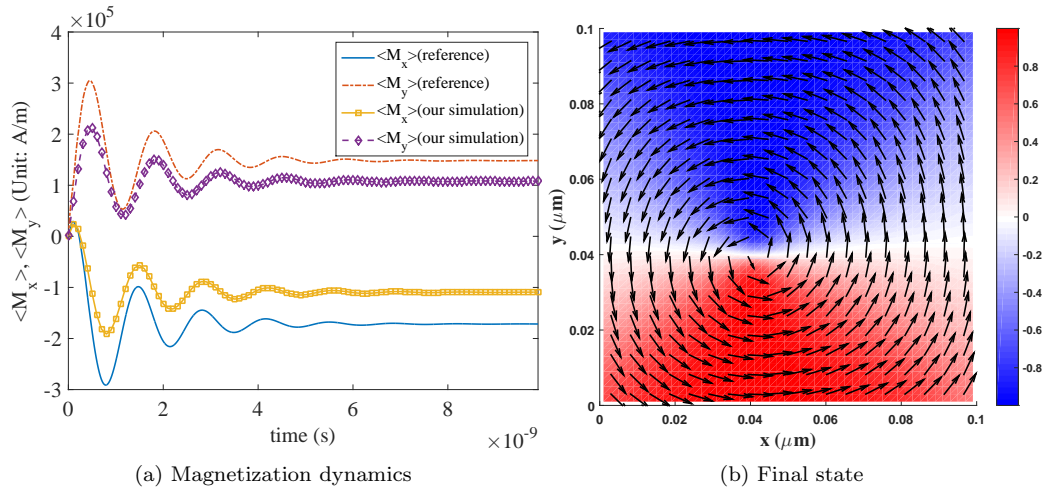 ×10^5
4
3
2
1
0
-1
-2
-3
<M_x>, <M_y> (Unit: A/m)
<M_x>(reference)
<M_y>(reference)
<M_x>(our simulation)
<M_y>(our simulation)
0 2 4 6 8
time (s)
×10^-9
(a) Magnetization dynamics
0.1
0.08
0.06
0.04
0.02
0
y (μm)
0 0.02 0.04 0.06 0.08 0.1
x (μm)
0.8
0.6
0.4
0.2
0
-0.2
-0.4
-0.6
-0.8
(b) Final state